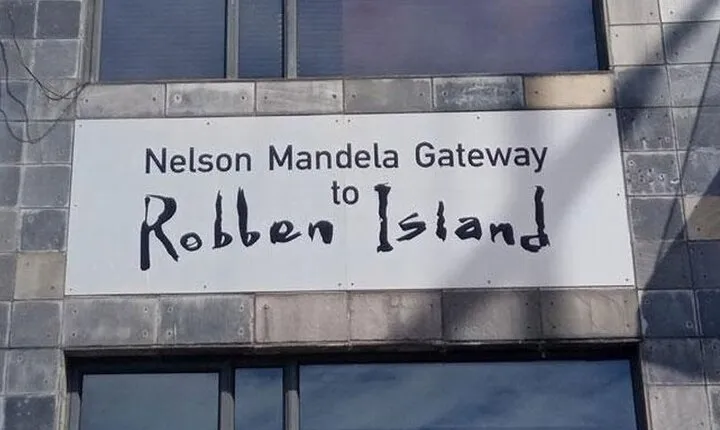 Nelson Mandela Gateway
to
Robben Island